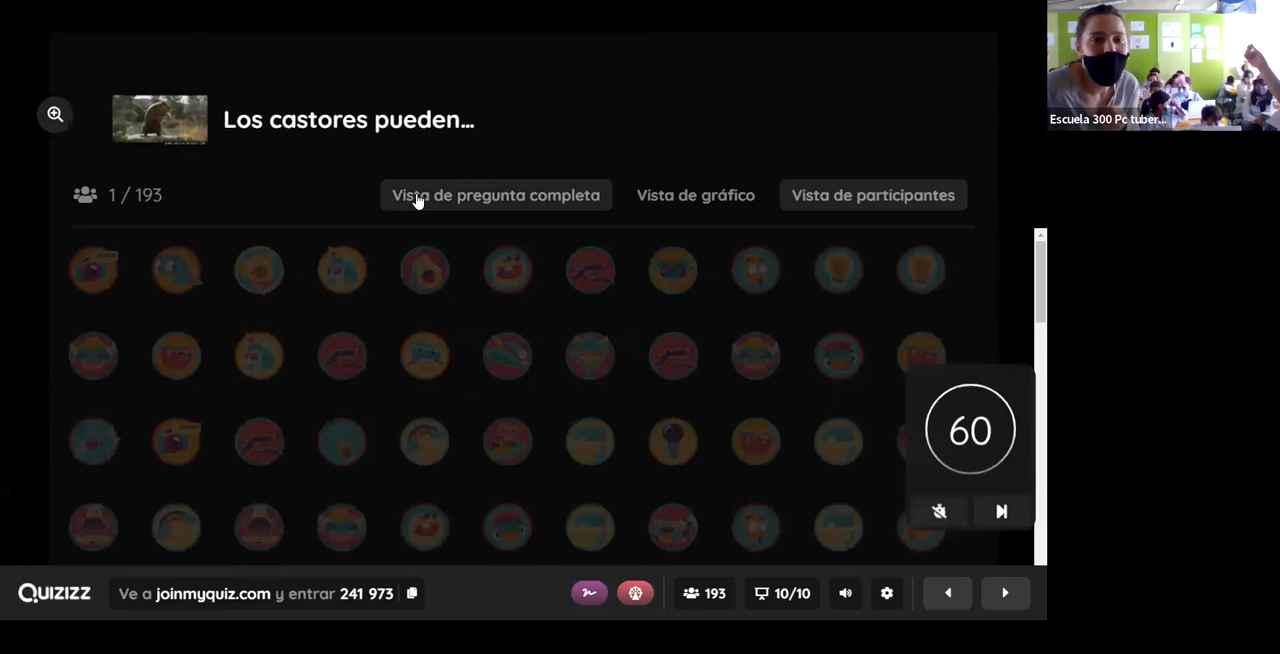 Los castores pueden...
1 / 193
Vista de pregunta completa
Vista de gráfico
Vista de participantes
60
QUIZIZZ
Ve a joinmyquiz.com y entrar 241 973
193
10/10
Escuela 300 Pc tuber...